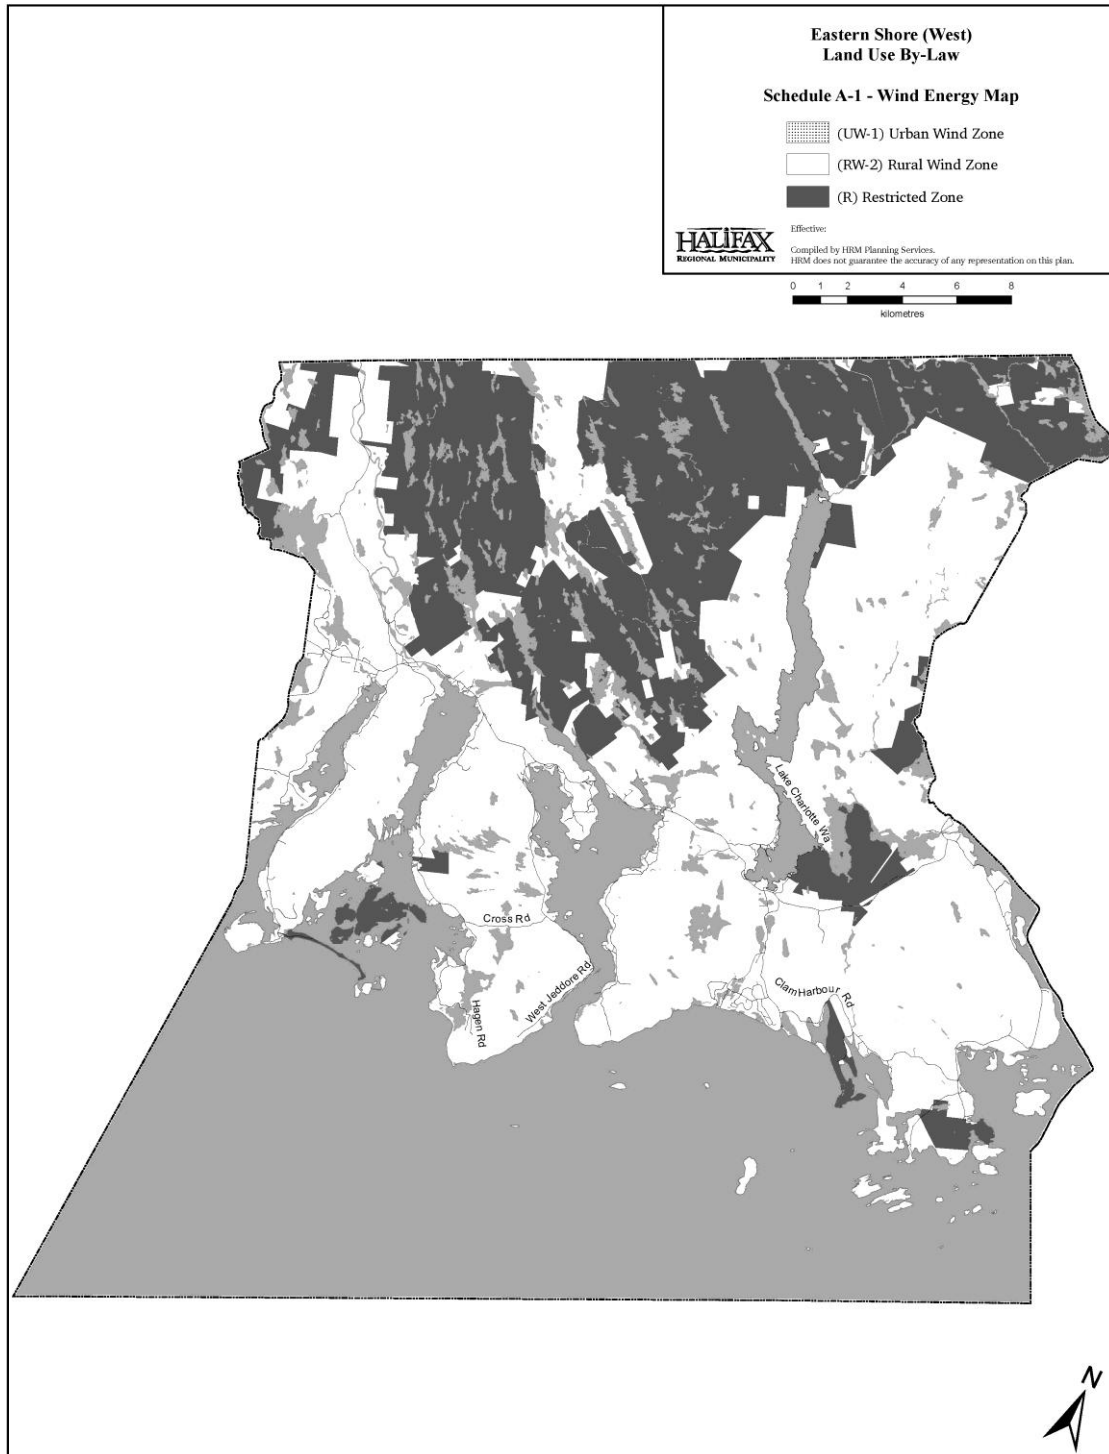 Eastern Shore (West)
Land Use By-Law
Schedule A-1 - Wind Energy Map
(UW-1) Urban Wind Zone
(RW-2) Rural Wind Zone
(R) Restricted Zone
HALIFAX
REGIONAL MUNICIPALITY
Effective:
Compiled by HRM Planning Services.
HRM does not guarantee the accuracy of any representation on this plan.
0 1 2 4 6 8
kilometres
Lake Charlotte Wa
Cross Rd
West Jeddore Rd
Hagen Rd
ClamHarbour Rd
N